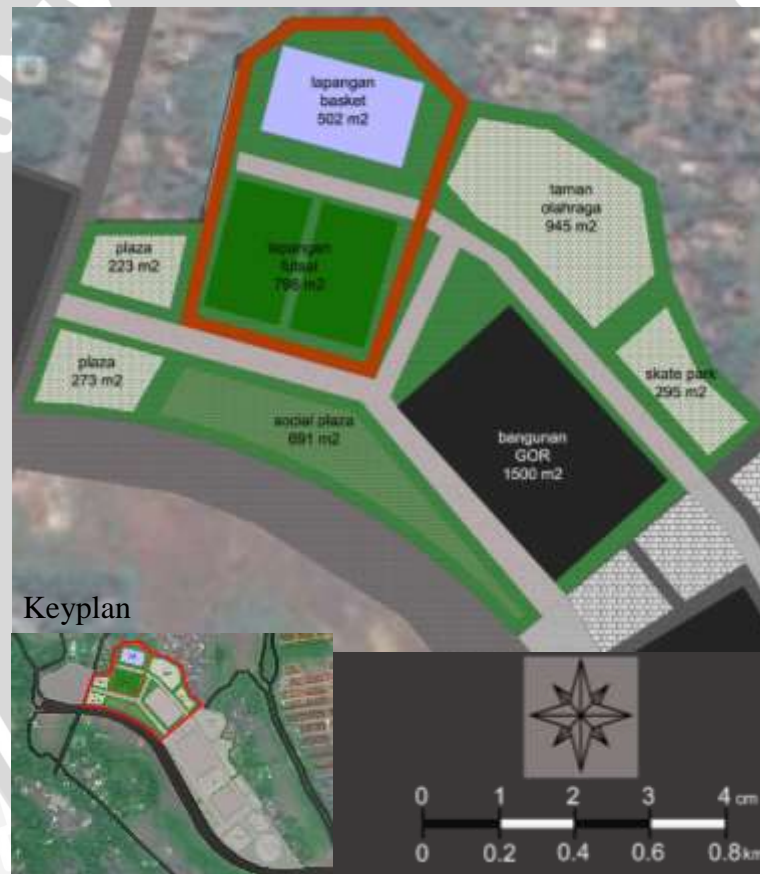 lapangan
basket
502 m2
taman
olahraga
945 m2
plaza
223 m2
lapangan
futsal
798 m2
plaza
273 m2
skate park
295 m2
social plaza
691 m2
bangunan
GOR
1500 m2
Keyplan
0 1 2 3 4 cm
0 0.2 0.4 0.6 0.8 km